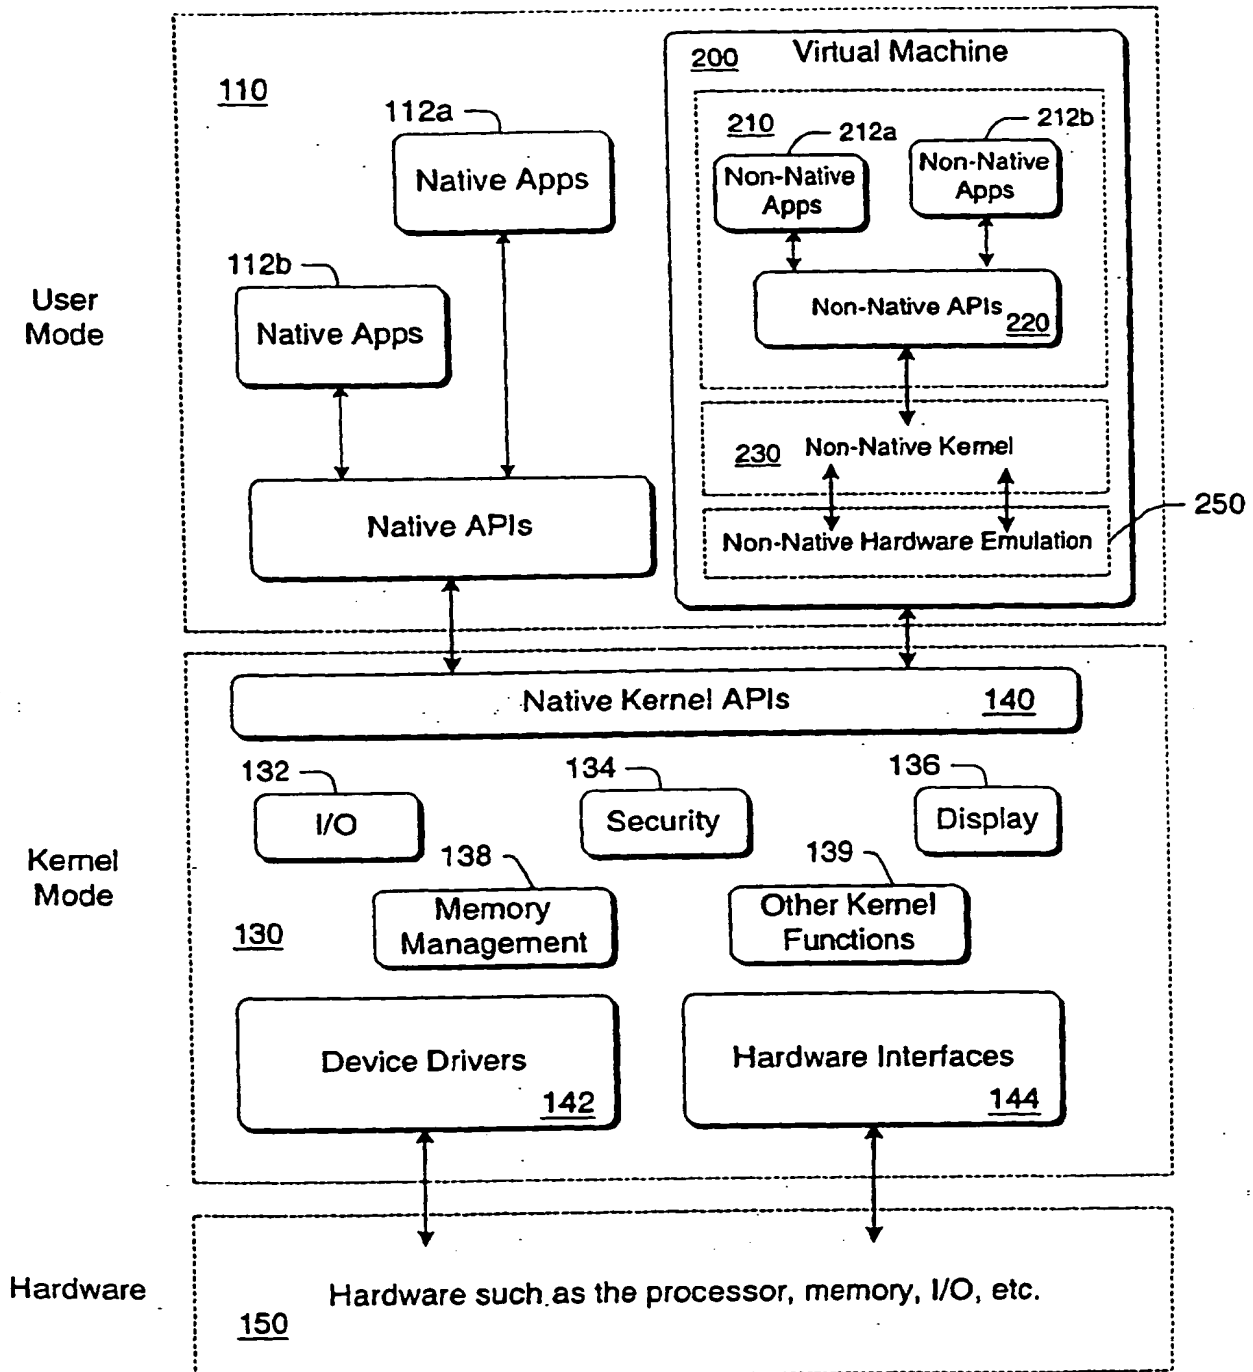 200 Virtual Machine
110
112a
Native Apps
210
212a
212b
Non-Native
Apps
Non-Native
Apps
112b
Native Apps
User
Mode
Non-Native APIs 220
230 Non-Native Kernel
250
Native APIs
Non-Native Hardware Emulation
Native Kernel APIs 140
132
I/O
134
Security
136
Display
Kernel
Mode
138
Memory
Management
139
Other Kernel
Functions
130
Device Drivers
142
Hardware Interfaces
144
Hardware
Hardware such as the processor, memory, I/O, etc.
150